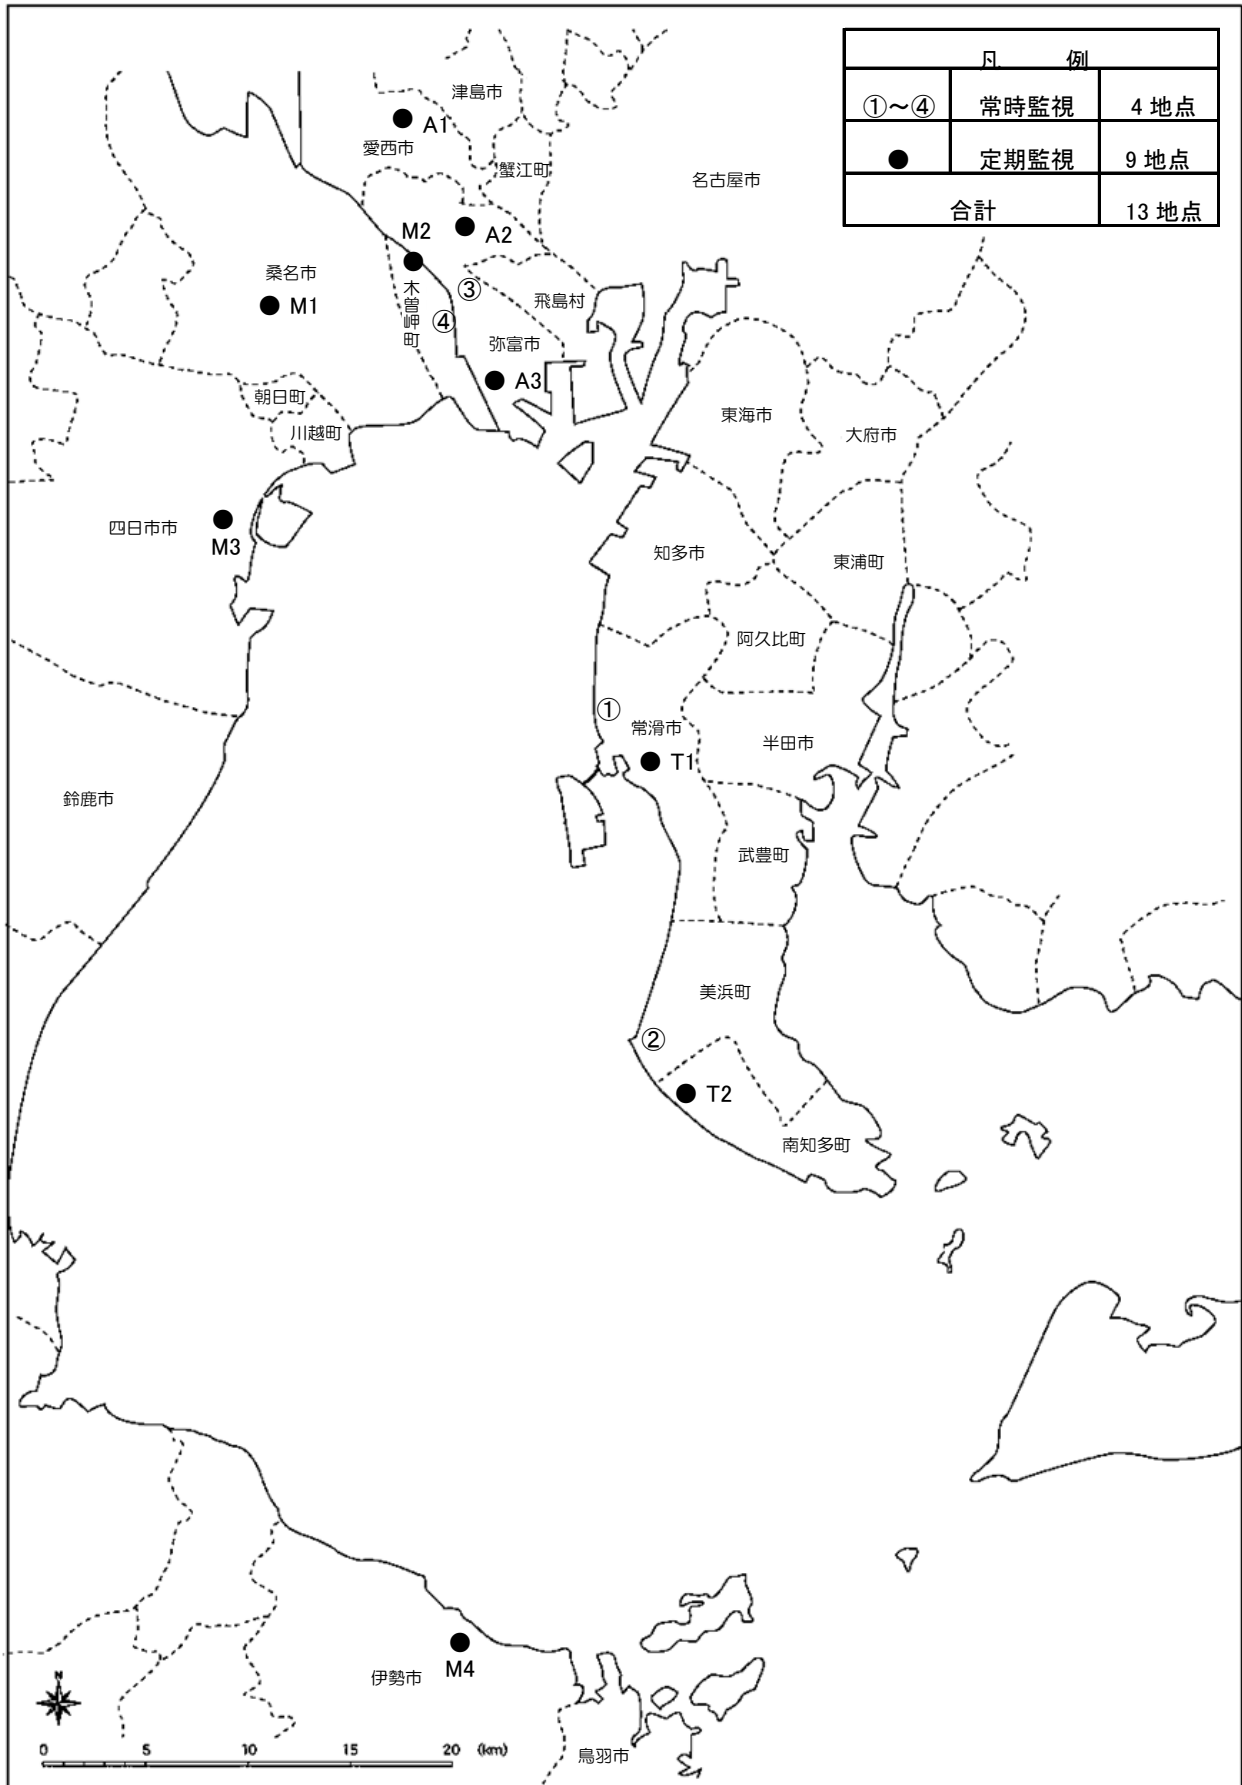 凡 例
①～④ 常時監視 4 地点
● 定期監視 9 地点
合計 13 地点
津島市
A1
愛西市
蟹江町
名古屋市
M2
A2
桑名市
木曽岬町
③
飛島村
M1
④
弥富市
A3
朝日町
東海市
川越町
大府市
四日市市
M3
知多市
東浦町
阿久比町
①
常滑市
半田市
T1
鈴鹿市
武豊町
美浜町
②
T2
南知多町
伊勢市
M4
N
鳥羽市
0 5 10 15 20 (km)